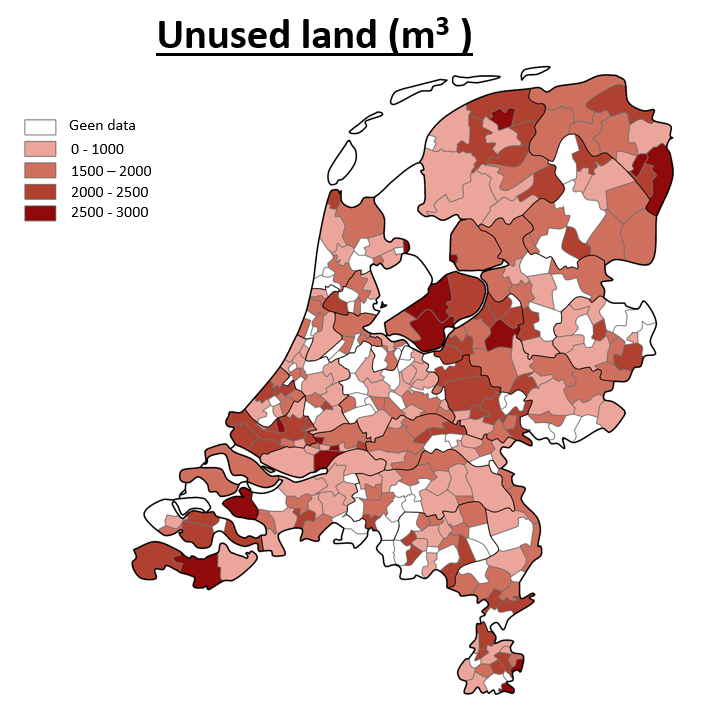 Unused land (m³ )
Geen data
0 - 1000
1500 – 2000
2000 - 2500
2500 - 3000